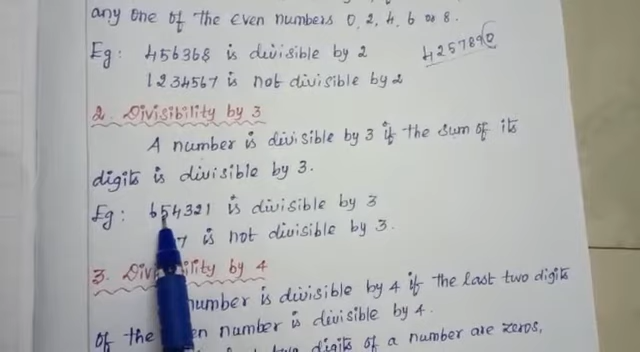 any one of the even numbers 0, 2, 4, 6 or 8.
Eg: 456368 is divisible by 2
4257890
1234567 is not divisible by 2
2. Divisibility by 3
A number is divisible by 3 if the sum of its
digits is divisible by 3.
Eg: 654321 is divisible by 3
7 is not divisible by 3.
3. by 4
number is divisible by 4 if the last two digits
of the number is divisible by 4.
two digits of a number are zeros,